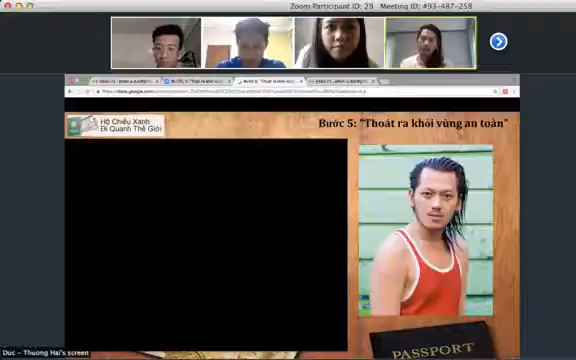 Zoom Participant ID: 29 Meeting ID: 493-487-258
Hộ Chiếu Xanh
Đi Quanh Thế Giới
Bước 5: "Thoát ra khỏi vùng an toàn"
PASSPORT
Duc - Thuong Hai's screen